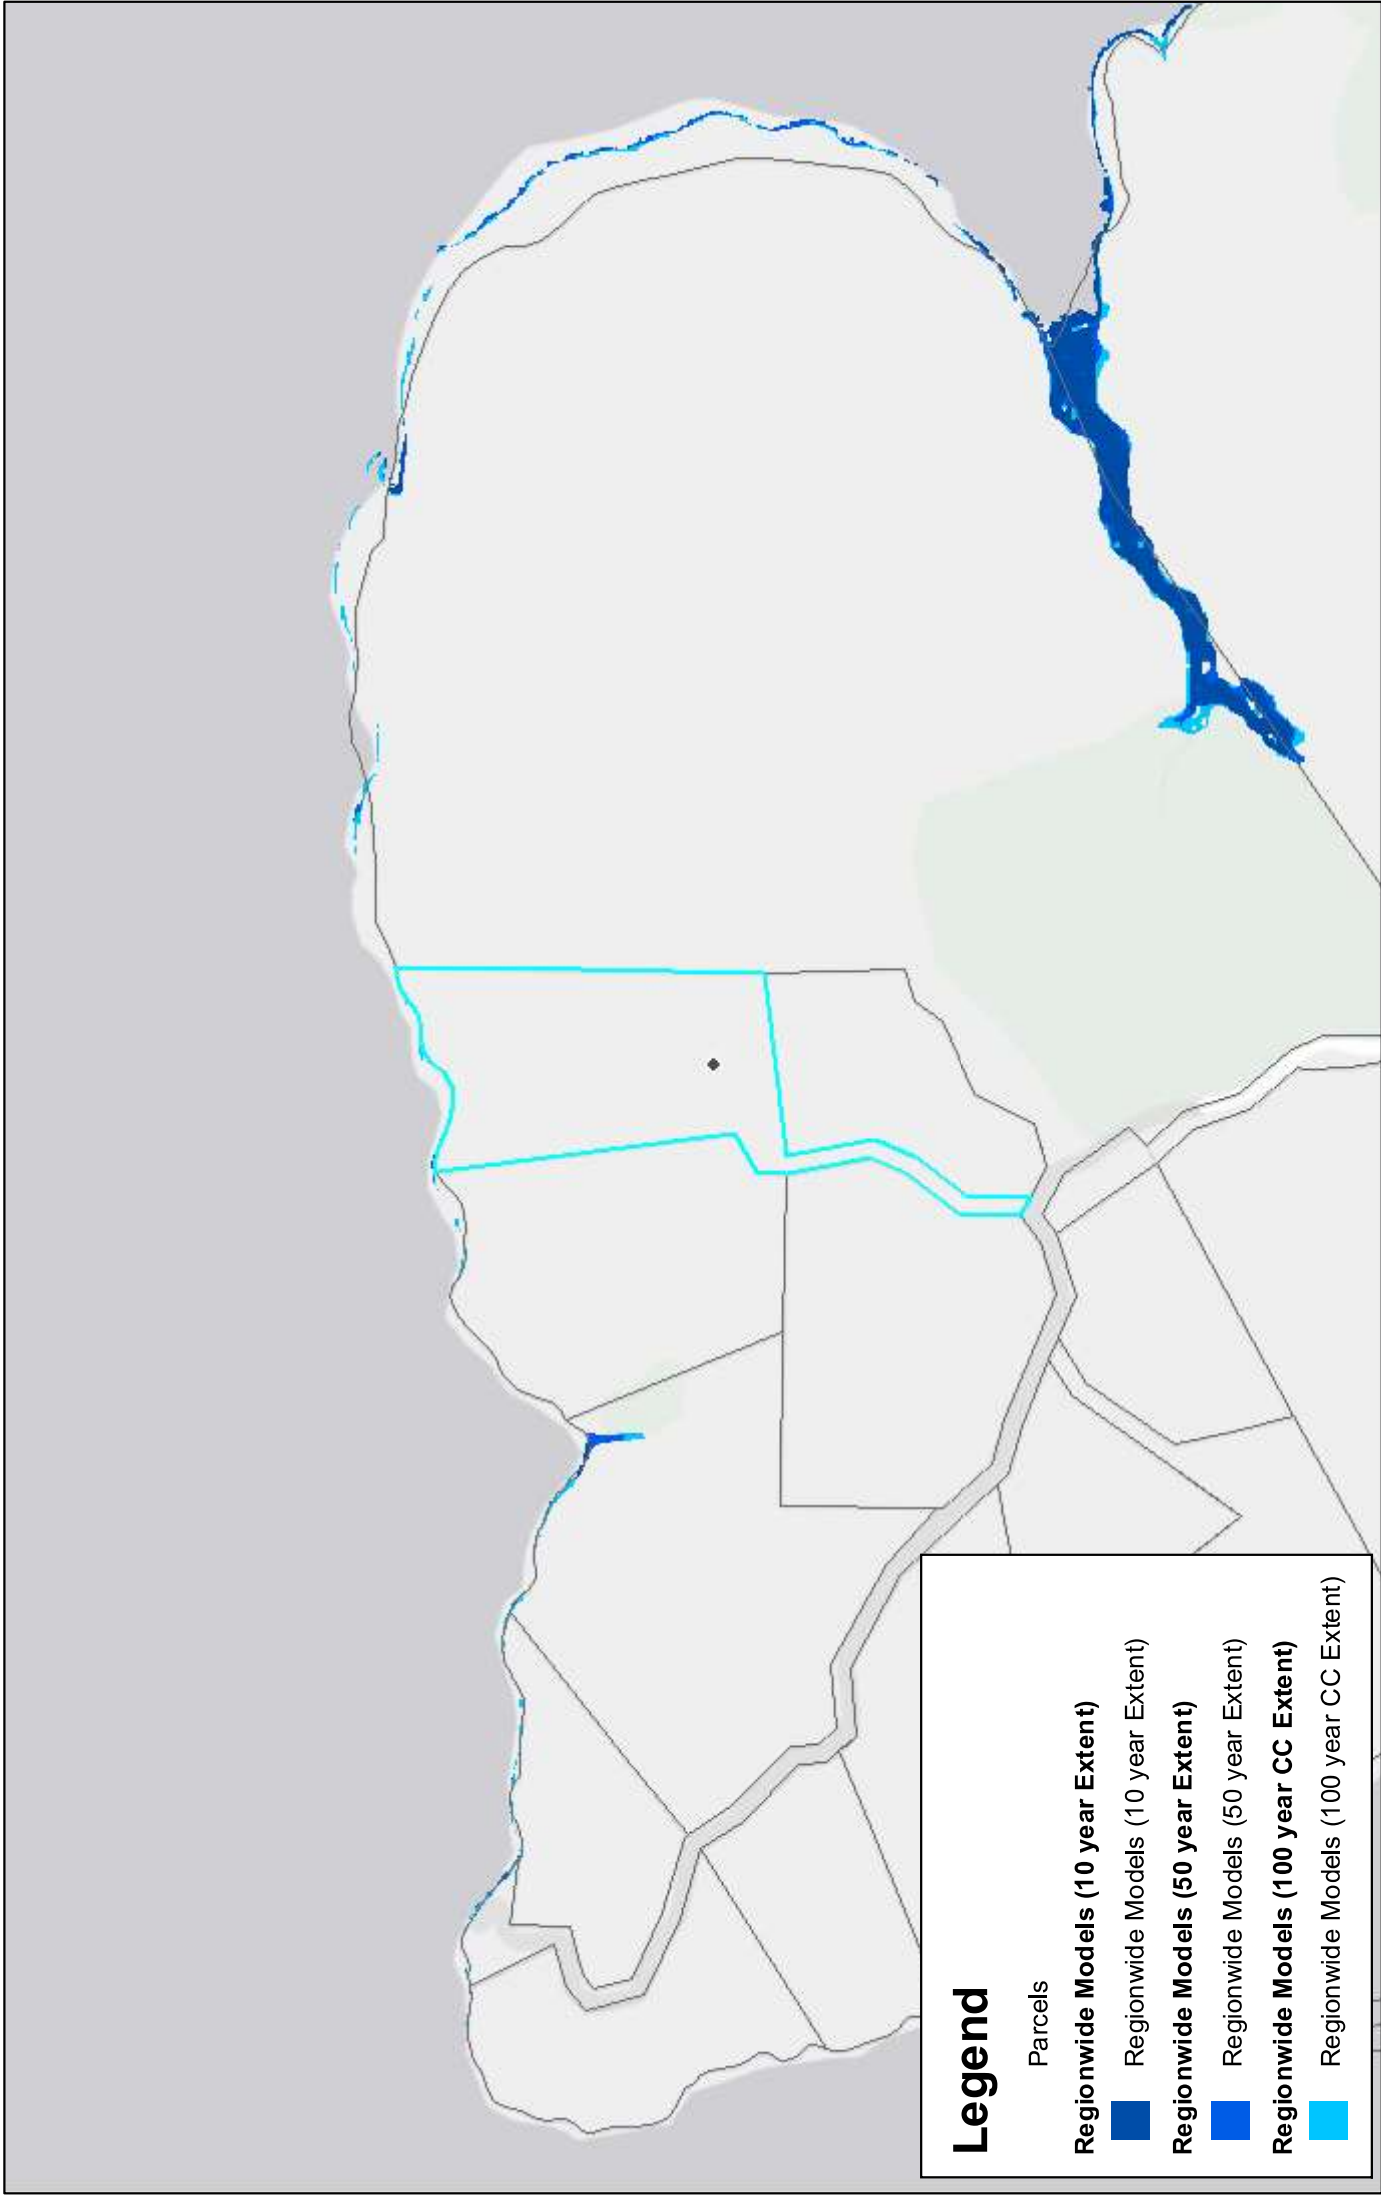 Legend
Parcels
Regionwide Models (10 year Extent)
Regionwide Models (10 year Extent)
Regionwide Models (50 year Extent)
Regionwide Models (50 year Extent)
Regionwide Models (100 year CC Extent)
Regionwide Models (100 year CC Extent)